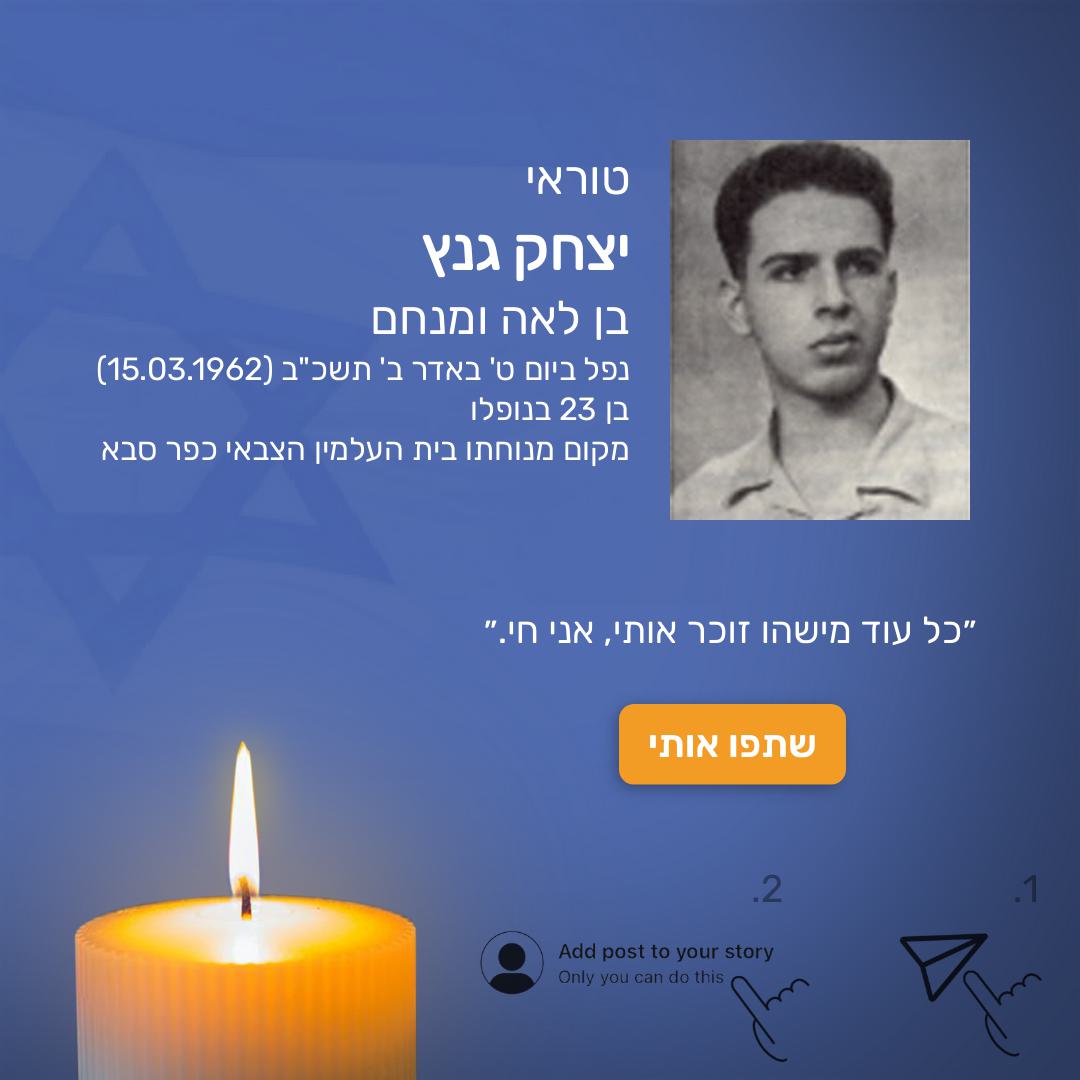 טוראי
יצחק גנץ
בן לאה ומנחם
נפל ביום ט' באדר ב' תשכ"ב (15.03.1962)
בן 23 בנופלו
מקום מנוחתו בית העלמין הצבאי כפר סבא
״כל עוד מישהו זוכר אותי, אני חי.״
שתפו אותי
1.
2.
Add post to your story
Only you can do this